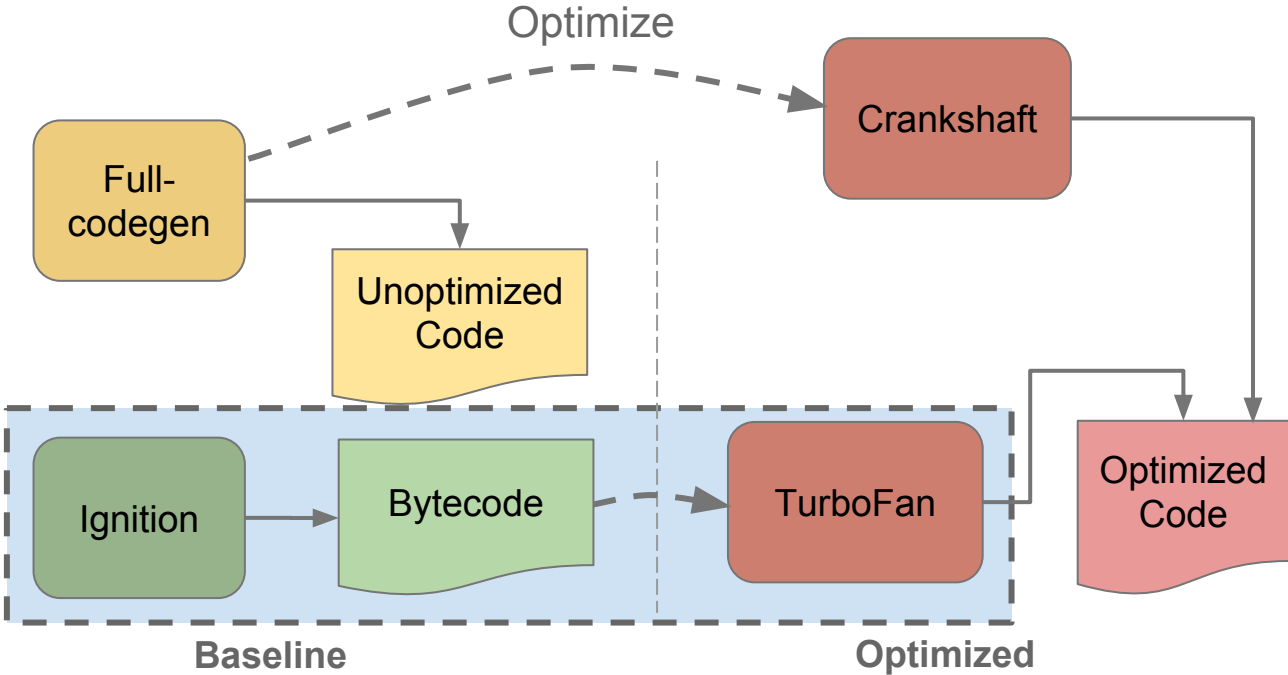 Optimize
Crankshaft
Full-
codegen
Unoptimized
Code
Ignition
Bytecode
TurboFan
Optimized
Code
Baseline
Optimized